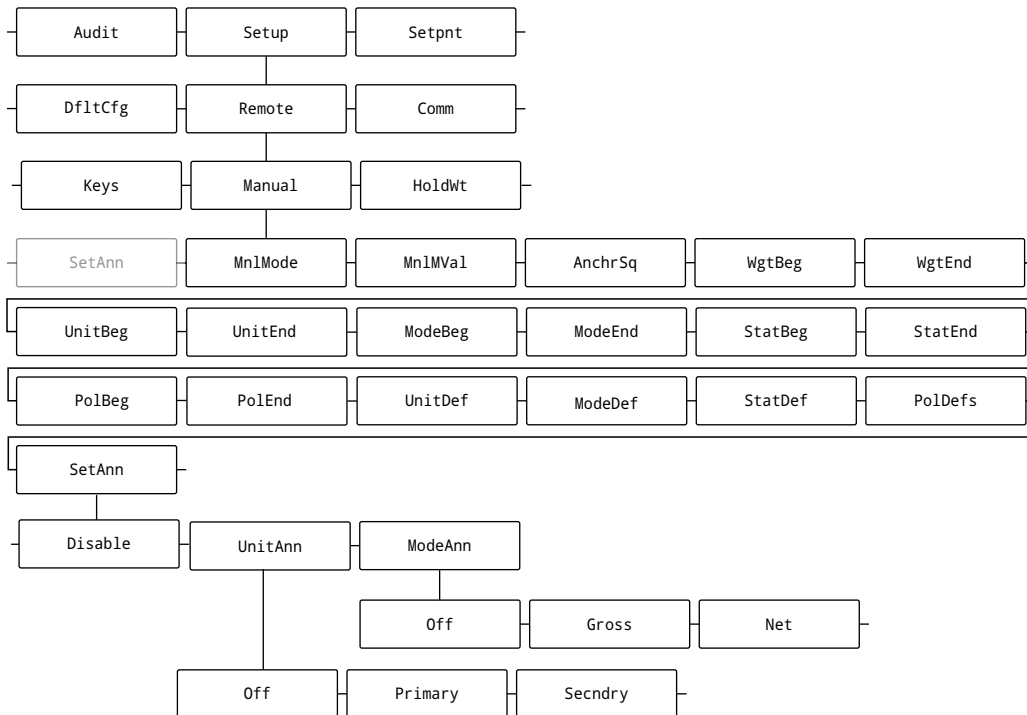 Audit Setup Setpnt
DfltCfg Remote Comm
Keys Manual HoldWt
SetAnn MnlMode MnlMVal AnchrSq WgtBeg WgtEnd
UnitBeg UnitEnd ModeBeg ModeEnd StatBeg StatEnd
PolBeg PolEnd UnitDef ModeDef StatDef PolDefs
SetAnn
Disable UnitAnn ModeAnn
Off Gross Net
Off Primary Secndry